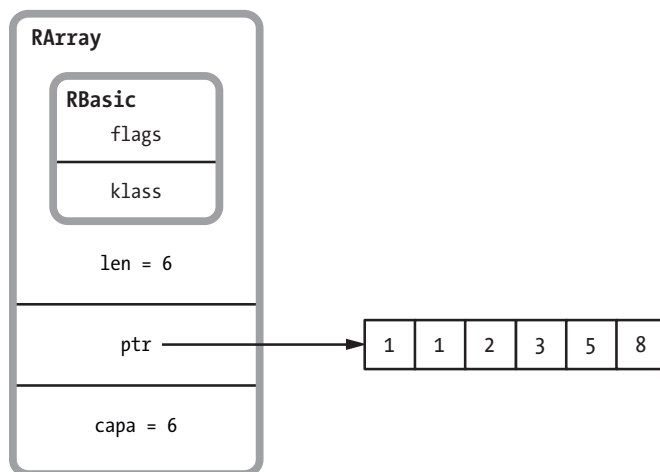 RArray
RBasic
flags
klass
len = 6
ptr
1 1 2 3 5 8
capa = 6